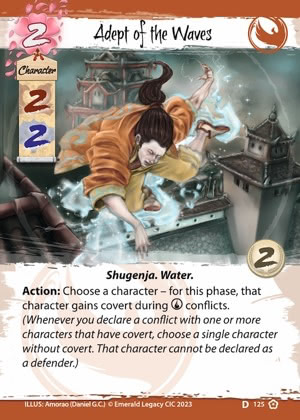 2
Adept of the Waves
Character
2
2
2
Shugenja. Water.
Action: Choose a character – for this phase, that
character gains covert during conflicts.
(Whenever you declare a conflict with one or more
characters that have covert, choose a single character
without covert. That character cannot be declared as
a defender.)
ILLUS: Amorao (Daniel G.C.) © Emerald Legacy CIC 2023
D 125